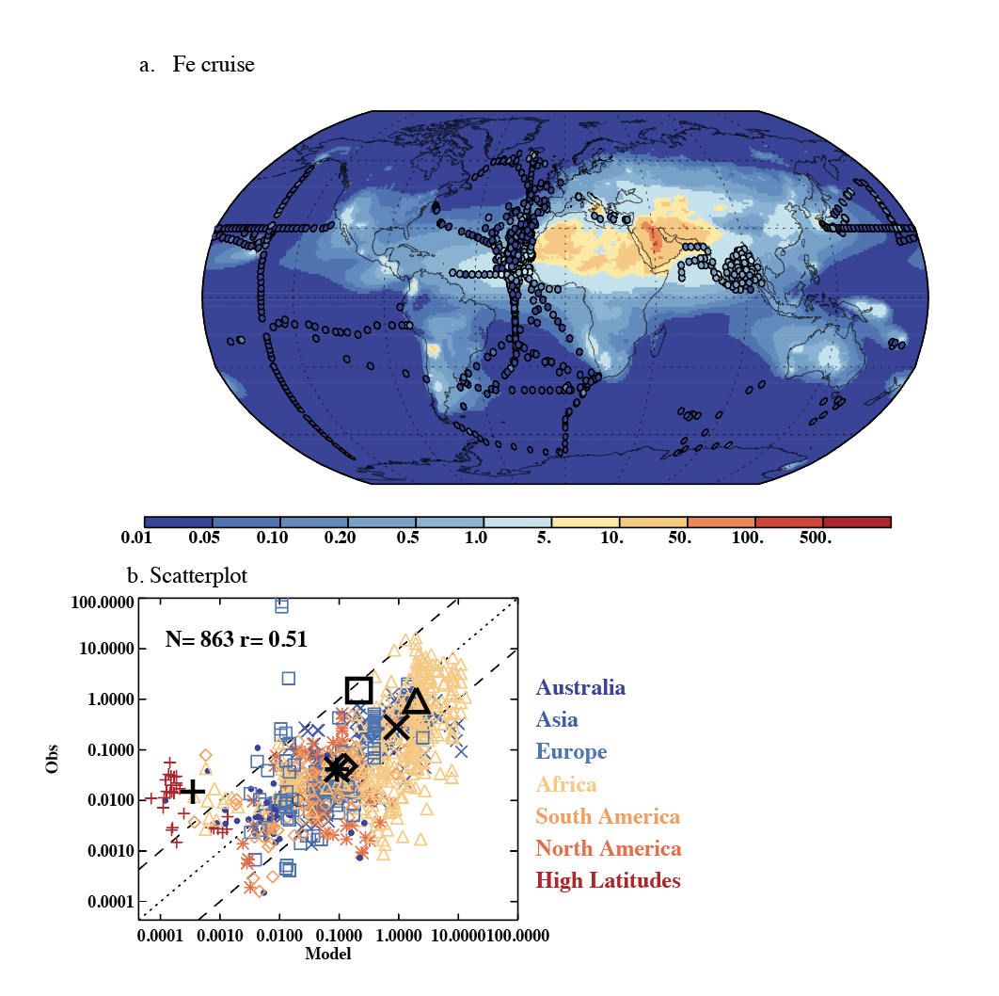 a. Fe cruise
0.01 0.05 0.10 0.20 0.5 1.0 5. 10. 50. 100. 500.
b. Scatterplot
100.0000
10.0000
1.0000
0.1000
0.0100
0.0010
0.0001
Obs
N= 863 r= 0.51
0.0001 0.0010 0.0100 0.1000 1.0000 10.0000100.0000
Model
Australia
Asia
Europe
Africa
South America
North America
High Latitudes